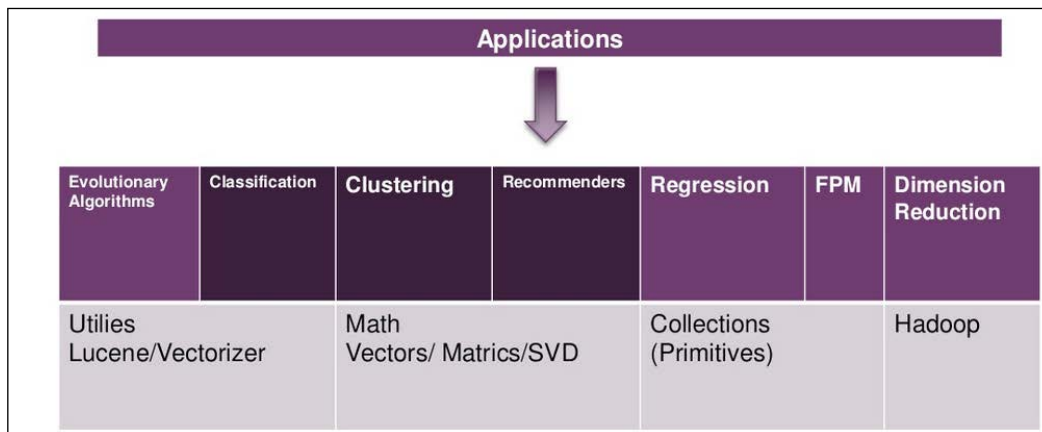 Applications
Evolutionary
Algorithms
Classification
Clustering
Recommenders
Regression
FPM
Dimension
Reduction
Utilies
Lucene/Vectorizer
Math
Vectors/ Matrics/SVD
Collections
(Primitives)
Hadoop